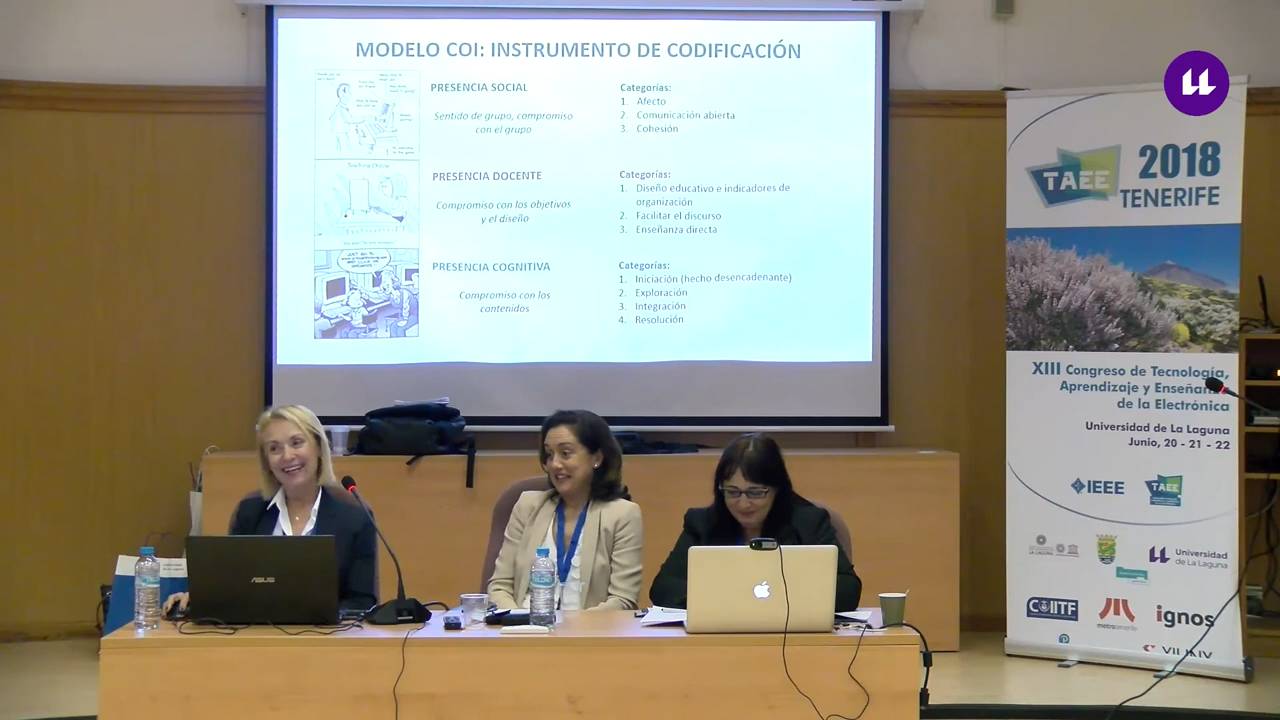 MODELO COI: INSTRUMENTO DE CODIFICACIÓN
PRESENCIA SOCIAL
Sentido de grupo, compromiso
con el grupo
Categorías:
1. Afecto
2. Comunicación abierta
3. Cohesión
PRESENCIA DOCENTE
Compromiso con los objetivos
y el diseño
Categorías:
1. Diseño educativo e indicadores de
organización
2. Facilitar el discurso
3. Enseñanza directa
PRESENCIA COGNITIVA
Compromiso con los
contenidos
Categorías:
1. Iniciación (hecho desencadenante)
2. Exploración
3. Integración
4. Resolución
Teaching Online
TAEE
2018
TENERIFE
XIII Congreso de Tecnología,
Aprendizaje y Enseñan
de la Electrónica
Universidad de La Laguna
Junio, 20 - 21 - 22
IEEE
TAEE
Universidad
de La Laguna
COIITF
metrotenerife
ignos
ASUS